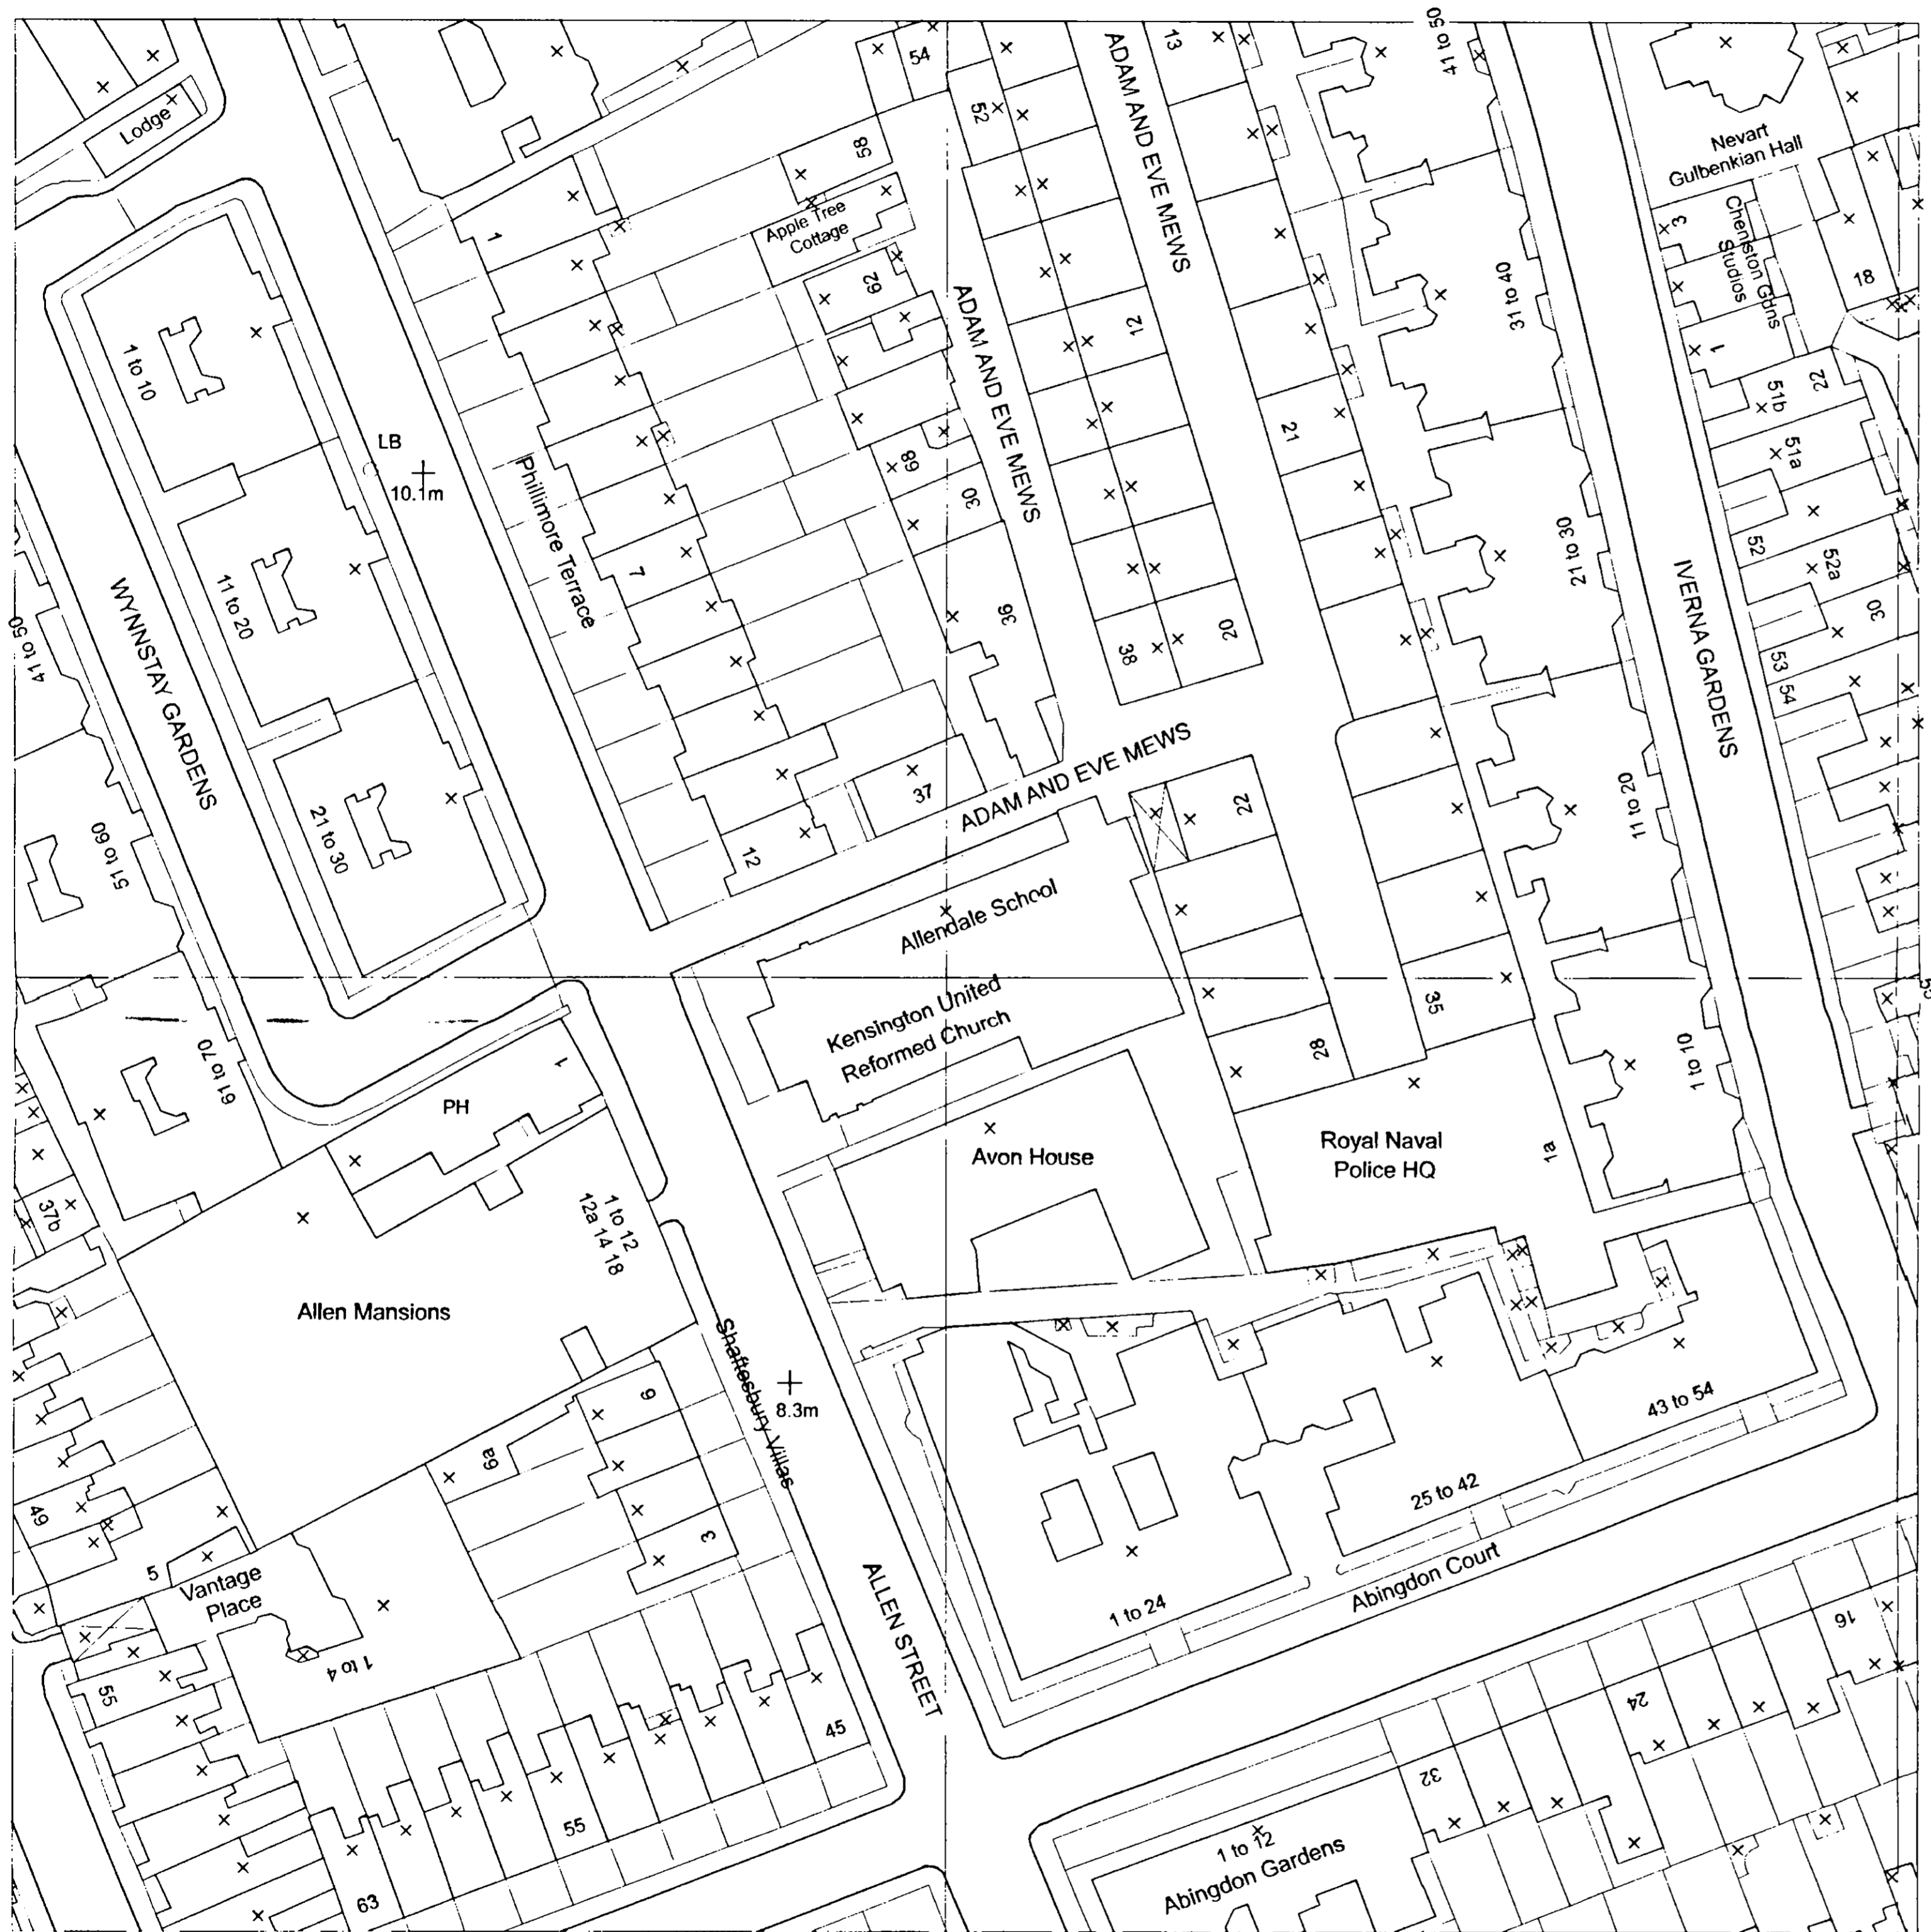 Lodge
54
13
41 to 50
58
52
ADAM AND EVE MEWS
Nevart
Gulbenkian Hall
1
Apple Tree
Cottage
62
3
Cheniston Gdns
Studios
18
31 to 40
12
1 to 10
ADAM AND EVE MEWS
1
22
51b
LB
10.1m
21
51a
68
30
Phillimore Terrace
7
52
52a
21 to 30
30
WYNNSTAY GARDENS
11 to 20
36
38
20
IVERNA GARDENS
53
54
41 to 50
ADAM AND EVE MEWS
37
22
11 to 20
21 to 30
51 to 60
12
Allendale School
Kensington United
Reformed Church
35
28
61 to 70
1
PH
1 to 10
Avon House
Royal Naval
Police HQ
1a
37b
1 to 12
12a 14 18
Allen Mansions
Shaftesbury Villas
8.3m
6
6a
43 to 54
49
3
25 to 42
5
Vantage
Place
1 to 4
ALLEN STREET
1 to 24
Abingdon Court
16
55
24
45
32
55
63
1 to 12
Abingdon Gardens